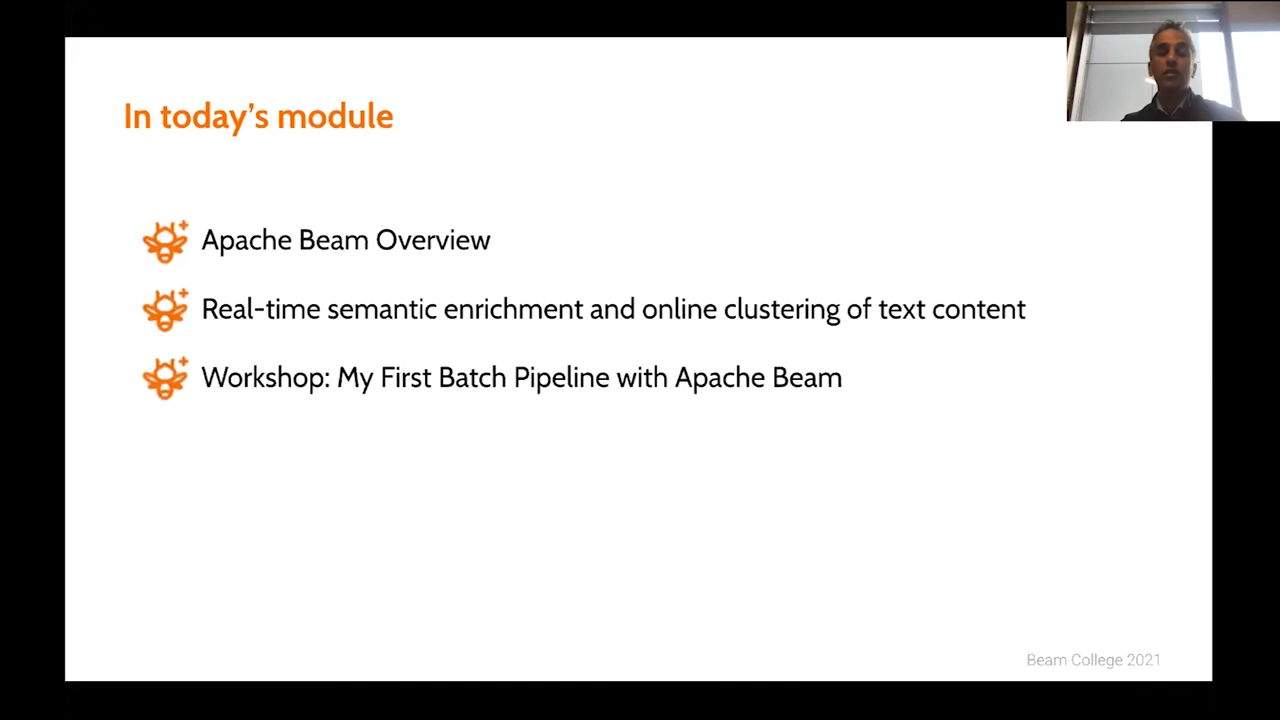 In today's module
Apache Beam Overview
Real-time semantic enrichment and online clustering of text content
Workshop: My First Batch Pipeline with Apache Beam
Beam College 2021